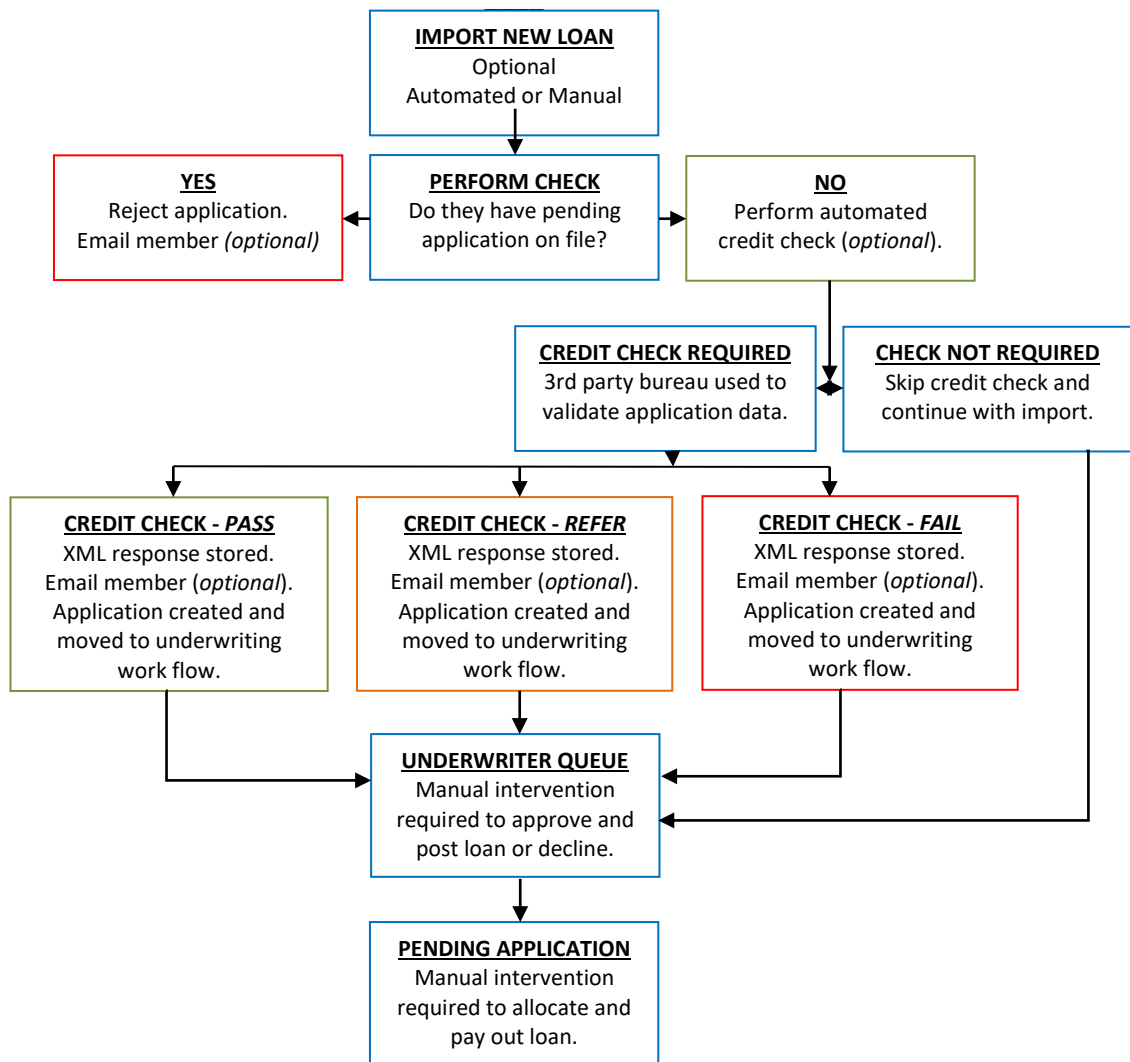 IMPORT NEW LOAN
Optional
Automated or Manual
YES
Reject application.
Email member (optional)
PERFORM CHECK
Do they have pending
application on file?
NO
Perform automated
credit check (optional).
CREDIT CHECK REQUIRED
3rd party bureau used to
validate application data.
CHECK NOT REQUIRED
Skip credit check and
continue with import.
CREDIT CHECK - PASS
XML response stored.
Email member (optional).
Application created and
moved to underwriting
work flow.
CREDIT CHECK - REFER
XML response stored.
Email member (optional).
Application created and
moved to underwriting
work flow.
CREDIT CHECK - FAIL
XML response stored.
Email member (optional).
Application created and
moved to underwriting
work flow.
UNDERWRITER QUEUE
Manual intervention
required to approve and
post loan or decline.
PENDING APPLICATION
Manual intervention
required to allocate and
pay out loan.